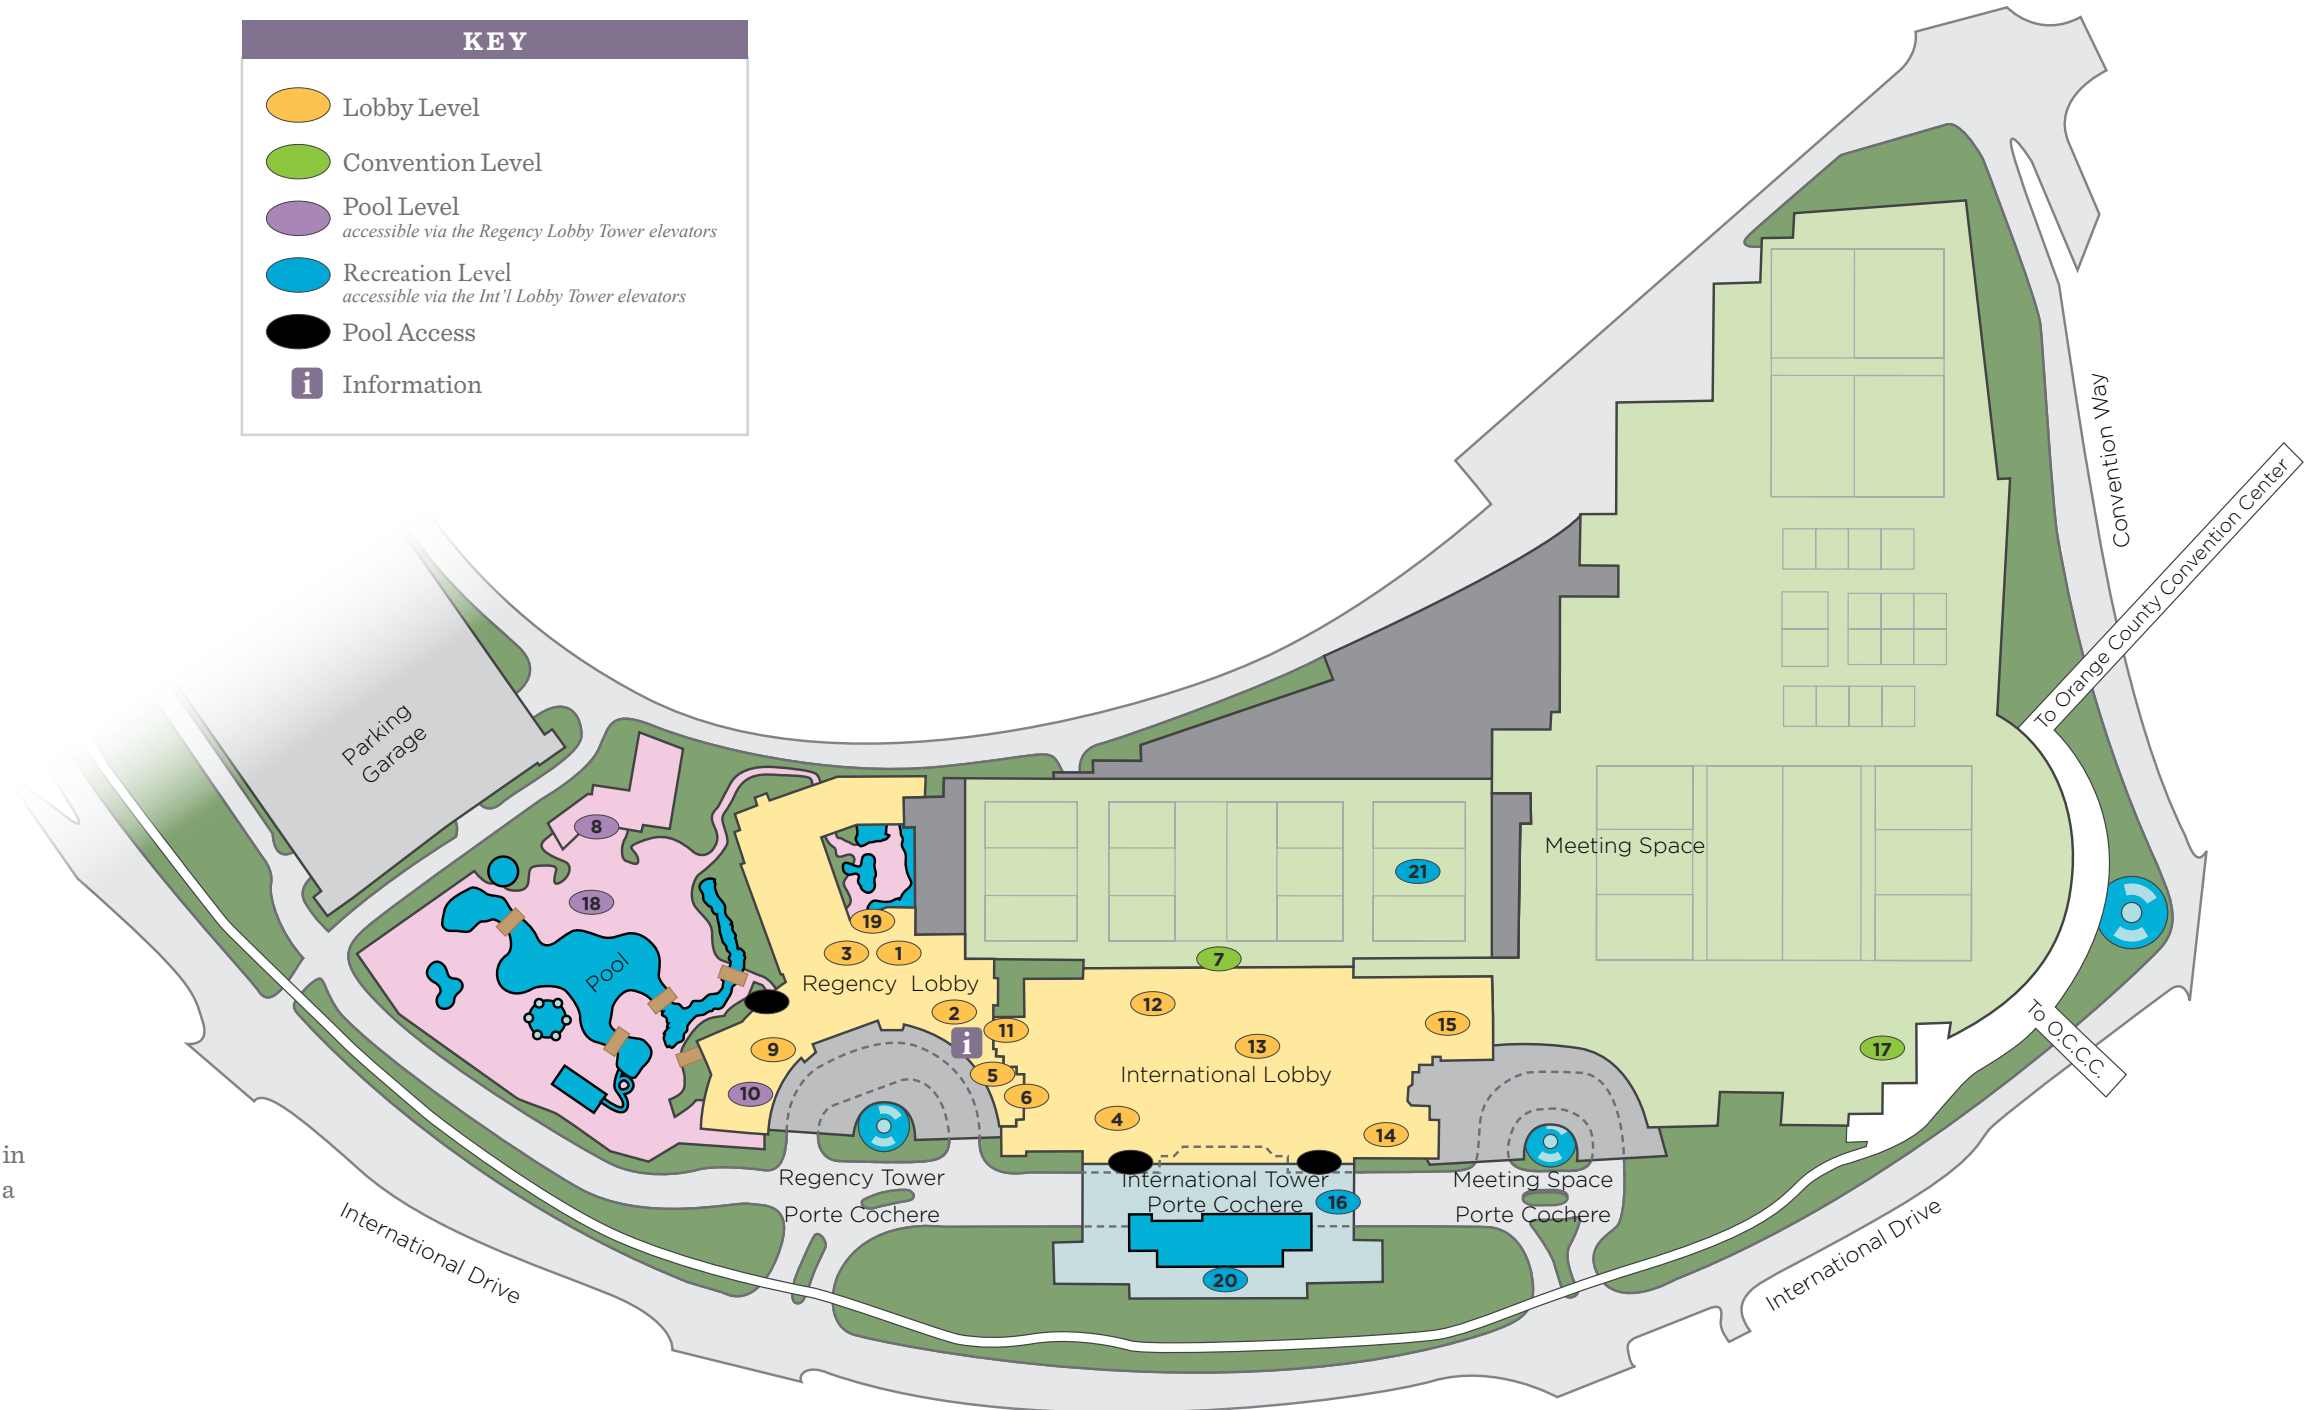 KEY
Lobby Level
Convention Level
Pool Level
accessible via the Regency Lobby Tower elevators
Recreation Level
accessible via the Int'l Lobby Tower elevators
Pool Access
i Information
Convention Way
To Orange County Convention Center
Parking
Garage
8
18
Pool
19
3
1
Regency Lobby
2
i
11
9
5
10
6
21
Meeting Space
7
12
15
13
International Lobby
4
14
17
To O.C.C.C.
Regency Tower
Porte Cochere
International Tower
Porte Cochere
16
20
Meeting Space
Porte Cochere
International Drive
International Drive
in
a